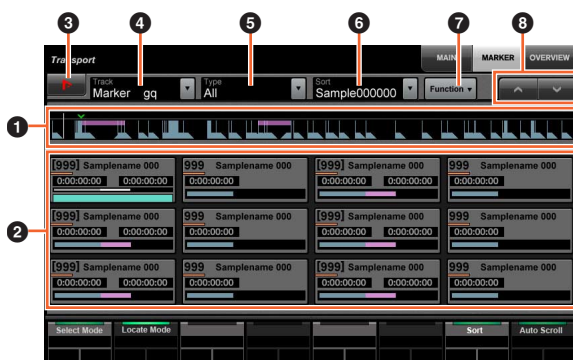 3 4 5 6 7 8
Transport MAIN MARKER OVERVIEW
Track Type Sort
Marker gq All Sample000000 Function
1
2
[999] Samplename 000 999 Samplename 000 [999] Samplename 000 999 Samplename 000
0:00:00:00 0:00:00:00 0:00:00:00 0:00:00:00 0:00:00:00 0:00:00:00
[999] Samplename 000 999 Samplename 000 [999] Samplename 000 999 Samplename 000
0:00:00:00 0:00:00:00 0:00:00:00 0:00:00:00 0:00:00:00 0:00:00:00
[999] Samplename 000 999 Samplename 000 [999] Samplename 000 999 Samplename 000
0:00:00:00 0:00:00:00 0:00:00:00 0:00:00:00 0:00:00:00 0:00:00:00
Select Mode Locate Mode Sort Auto Scroll